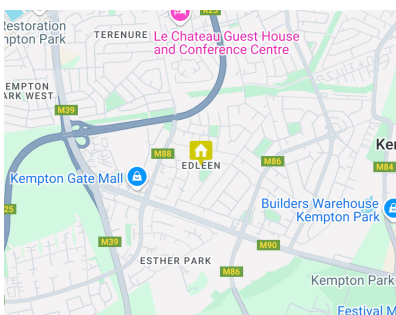 R25
Restoration
mpton Park
TERENURE
Le Chateau Guest House
and Conference Centre
EMPTON
ARK WEST
M39
M88
EDLEEN
M86
Ke
M84
Kempton Gate Mall
Builders Warehouse
Kempton Park
25
M39
M90
ESTHER PARK
M86
Kempton Park
Festival M